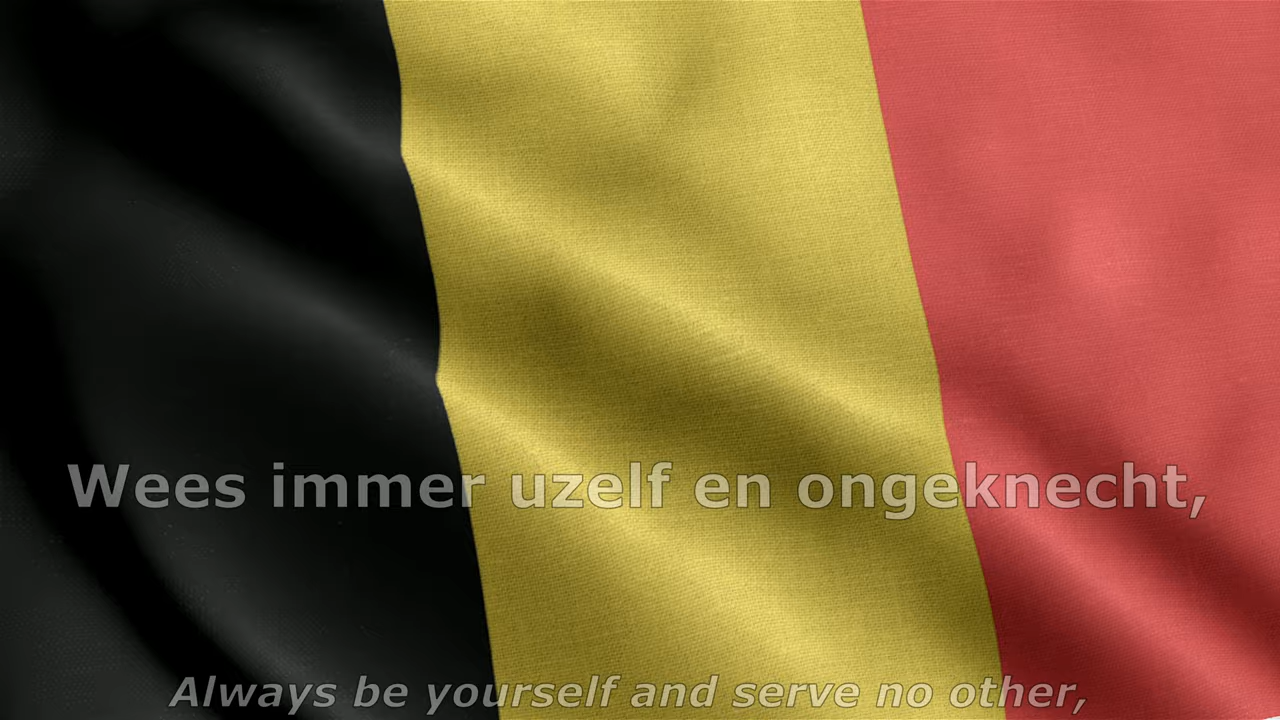 Wees immer uzelf en ongeknecht,
Always be yourself and serve no other,